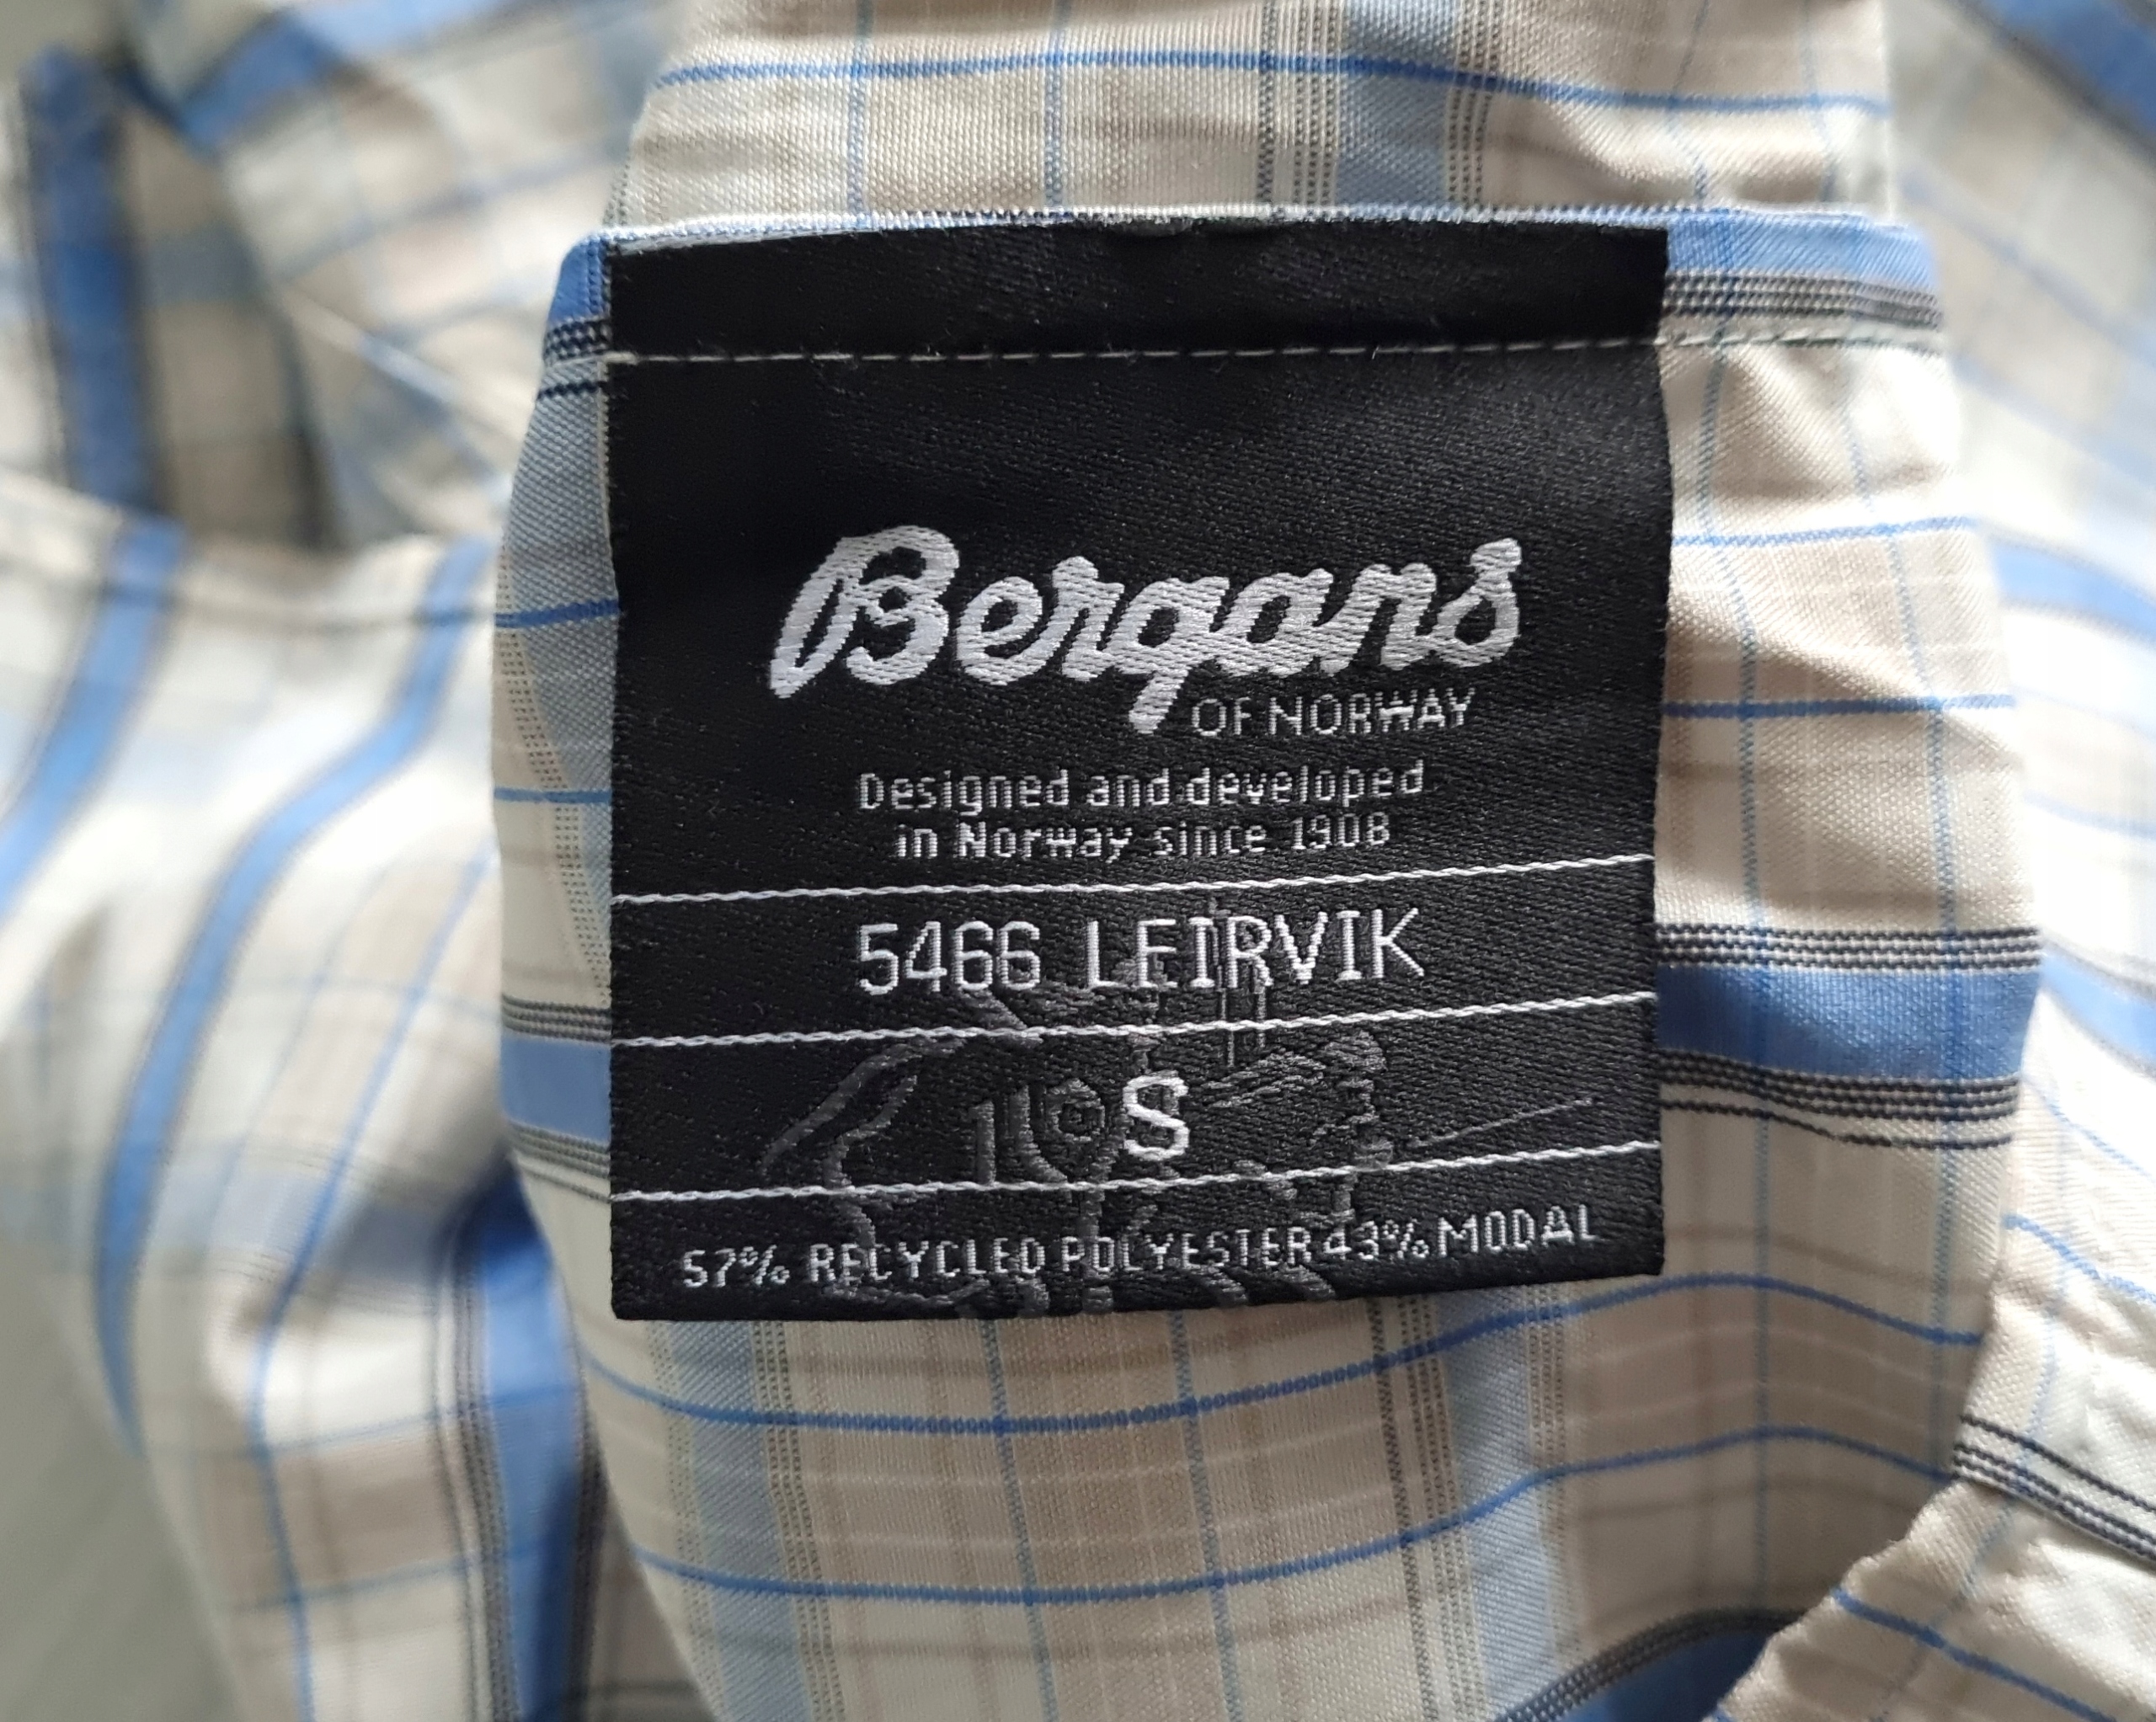 Bergans
OF NORWAY
Designed and developed
in Norway since 1908
5466 LEIRVIK
S
57% RECYCLED POLYESTER 43% MODAL